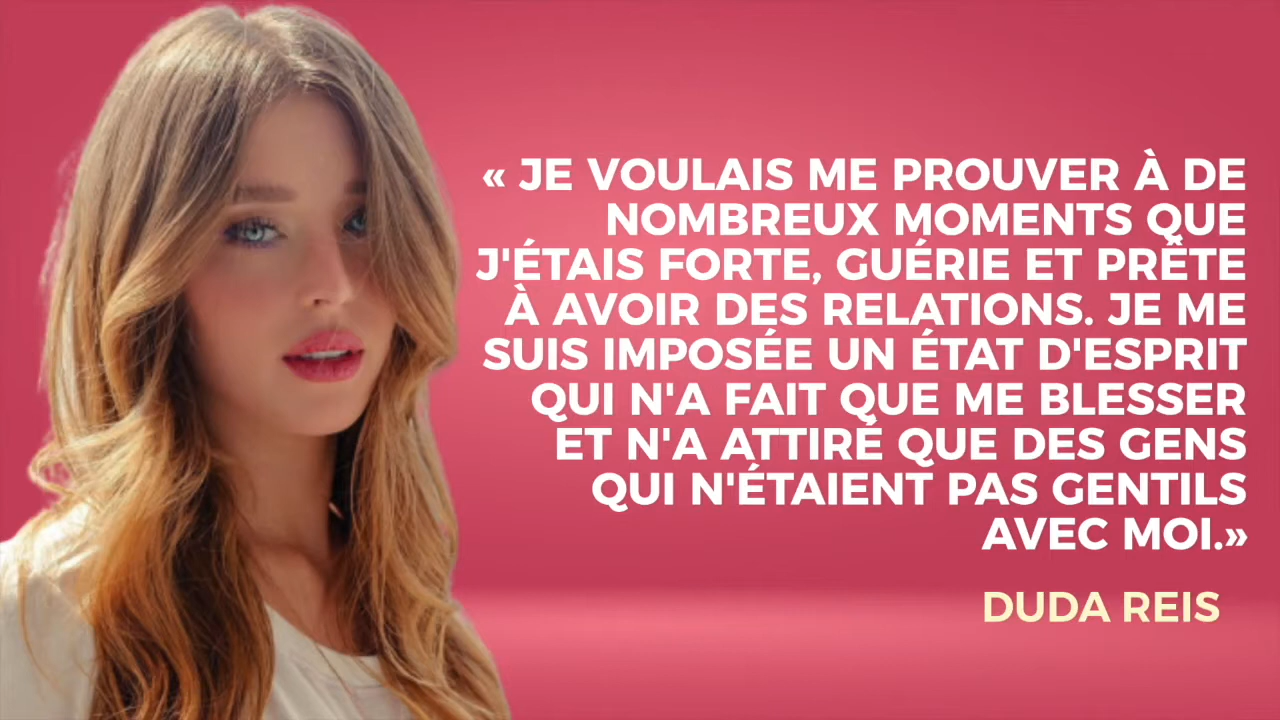 « JE VOULAIS ME PROUVER À DE
NOMBREUX MOMENTS QUE
J'ÉTAIS FORTE, GUÉRIE ET PRÊTE
À AVOIR DES RELATIONS. JE ME
SUIS IMPOSÉE UN ÉTAT D'ESPRIT
QUI N'A FAIT QUE ME BLESSER
ET N'A ATTIRÉ QUE DES GENS
QUI N'ÉTAIENT PAS GENTILS
AVEC MOI.»
DUDA REIS